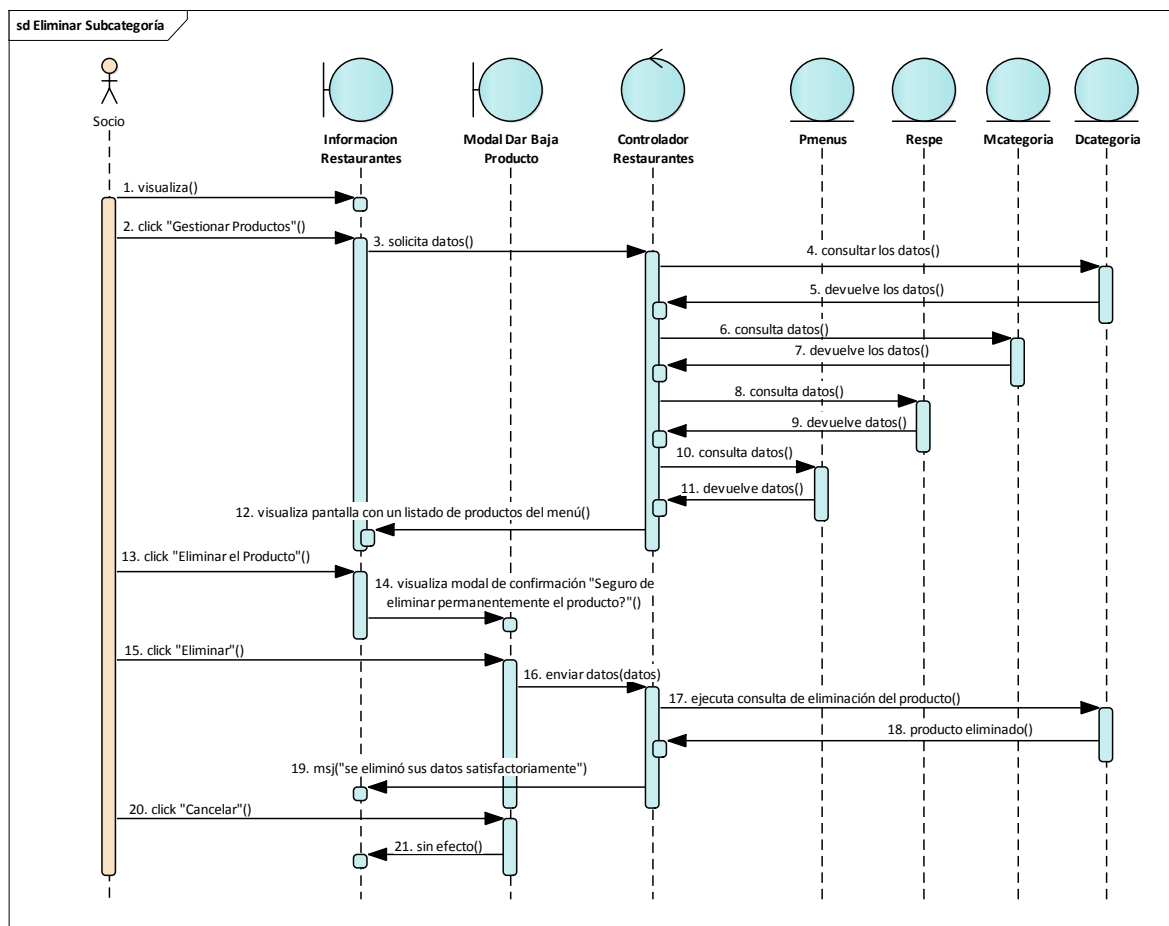 sd Eliminar Subcategoría
Socio
Informacion
Restaurantes
Modal Dar Baja
Producto
Controlador
Restaurantes
Pmenus
Respe
Mcategoria
Dcategoria
1. visualiza()
2. click "Gestionar Productos"()
3. solicita datos()
4. consultar los datos()
5. devuelve los datos()
6. consulta datos()
7. devuelve los datos()
8. consulta datos()
9. devuelve datos()
10. consulta datos()
11. devuelve datos()
12. visualiza pantalla con un listado de productos del menú()
13. click "Eliminar el Producto"()
14. visualiza modal de confirmación "Seguro de
eliminar permanentemente el producto?"()
15. click "Eliminar"()
16. enviar datos(datos)
17. ejecuta consulta de eliminación del producto()
18. producto eliminado()
19. msj("se eliminó sus datos satisfactoriamente")
20. click "Cancelar"()
21. sin efecto()